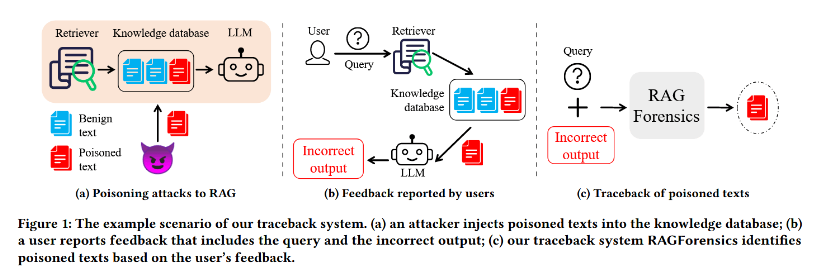 Retriever Knowledge database LLM
Benign
text
Poisoned
text
(a) Poisoning attacks to RAG
User
Retriever
Query
Knowledge
database
Incorrect
output
LLM
(b) Feedback reported by users
Query
Incorrect
output
RAG
Forensics
(c) Traceback of poisoned texts
Figure 1: The example scenario of our traceback system. (a) an attacker injects poisoned texts into the knowledge database; (b)
a user reports feedback that includes the query and the incorrect output; (c) our traceback system RAGForensics identifies
poisoned texts based on the user's feedback.